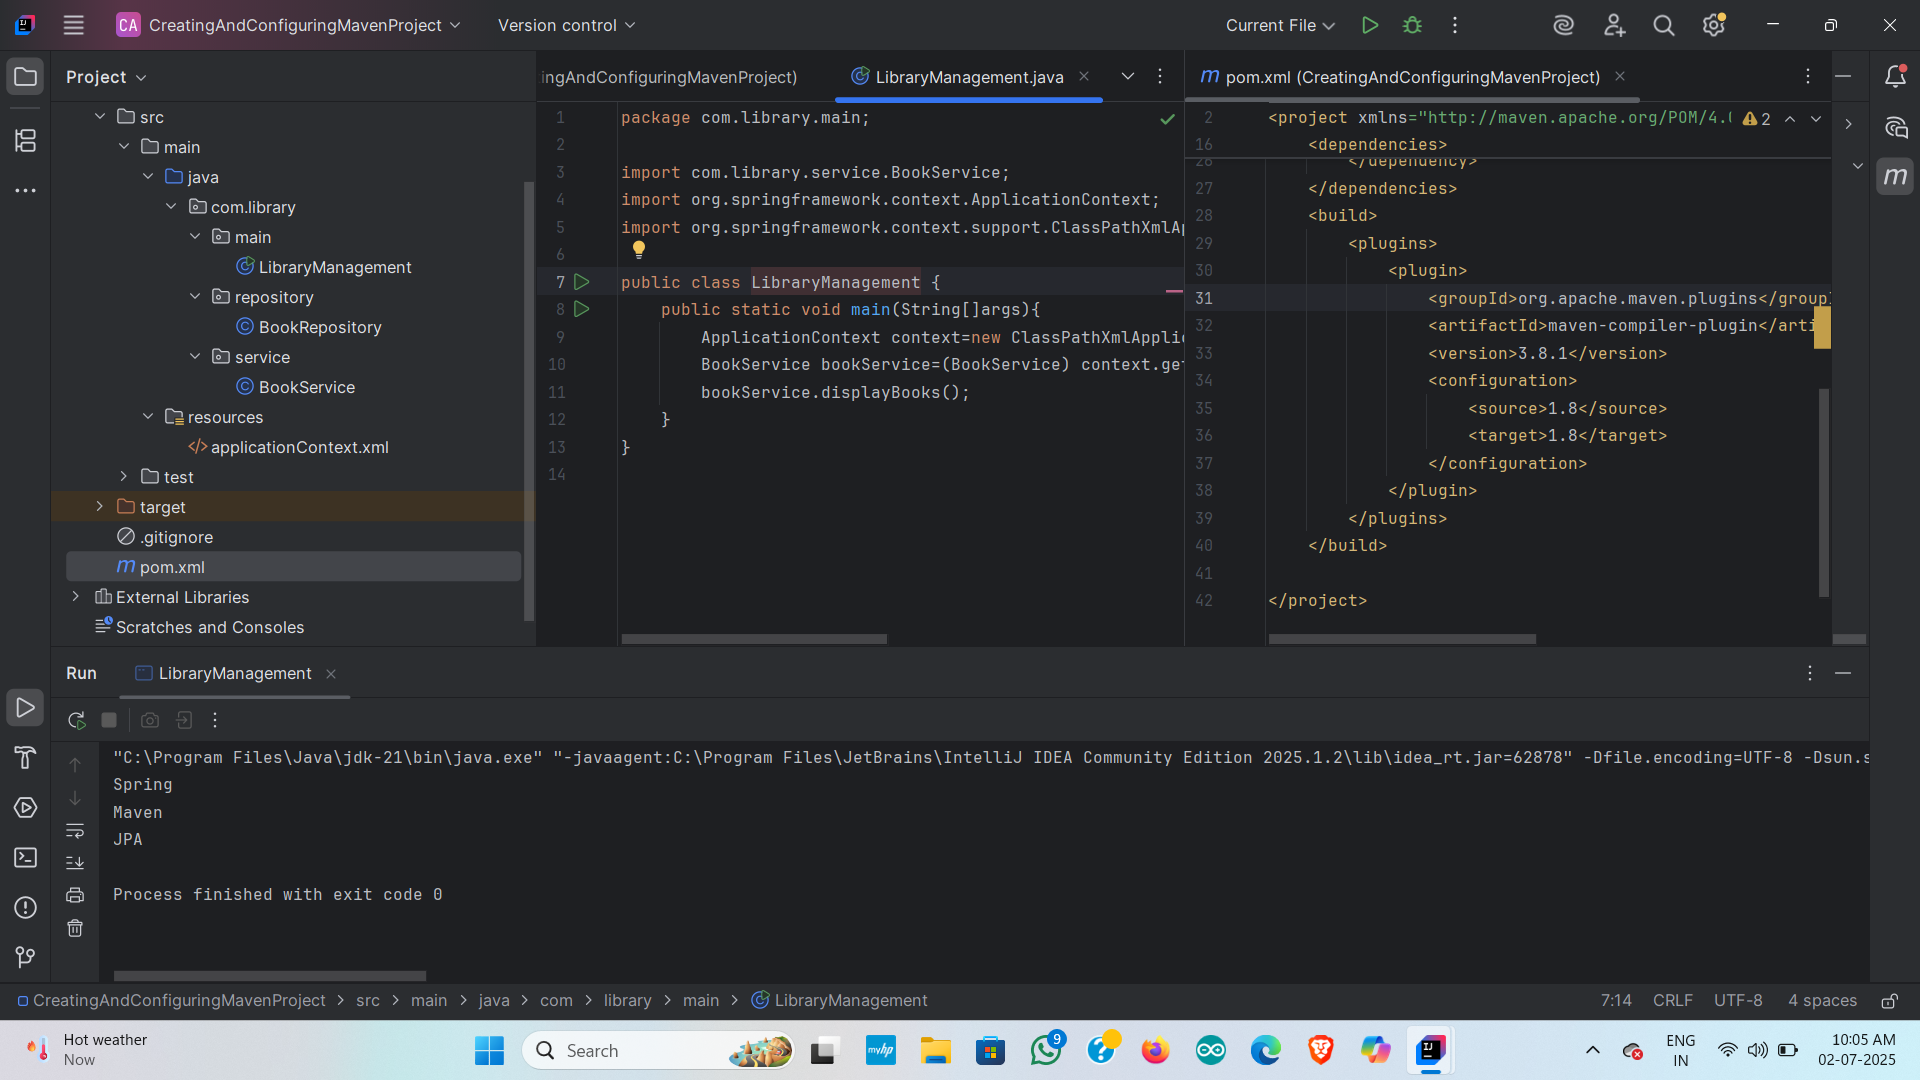 CA CreatingAndConfiguringMavenProject
Version control
Current File
Project
src
main
java
com.library
main
LibraryManagement
repository
BookRepository
service
BookService
resources
applicationContext.xml
test
target
.gitignore
pom.xml
External Libraries
Scratches and Consoles
ingAndConfiguringMavenProject)
LibraryManagement.java
1 package com.library.main;
2
3 import com.library.service.BookService;
4 import org.springframework.context.ApplicationContext;
5 import org.springframework.context.support.ClassPathXmlAp
6
7 public class LibraryManagement {
8 public static void main(String[]args){
9 ApplicationContext context=new ClassPathXmlApplic
10 BookService bookService=(BookService) context.get
11 bookService.displayBooks();
12 }
13 }
14
m pom.xml (CreatingAndConfiguringMavenProject)
2 <project xmlns="http://maven.apache.org/POM/4.0
2
16 <dependencies>
26 </dependency>
27 </dependencies>
28 <build>
29 <plugins>
30 <plugin>
31 <groupId>org.apache.maven.plugins</groupI
32 <artifactId>maven-compiler-plugin</arti
33 <version>3.8.1</version>
34 <configuration>
35 <source>1.8</source>
36 <target>1.8</target>
37 </configuration>
38 </plugin>
39 </plugins>
40 </build>
41
42 </project>
Run
LibraryManagement
"C:\Program Files\Java\jdk-21\bin\java.exe" "-javaagent:C:\Program Files\JetBrains\IntelliJ IDEA Community Edition 2025.1.2\lib\idea_rt.jar=62878" -Dfile.encoding=UTF-8 -Dsun.s
Spring
Maven
JPA
Process finished with exit code 0
CreatingAndConfiguringMavenProject > src > main > java > com > library > main > LibraryManagement
7:14 CRLF UTF-8 4 spaces
Hot weather
Now
Search
myhp
9
ENG
IN
10:05 AM
02-07-2025